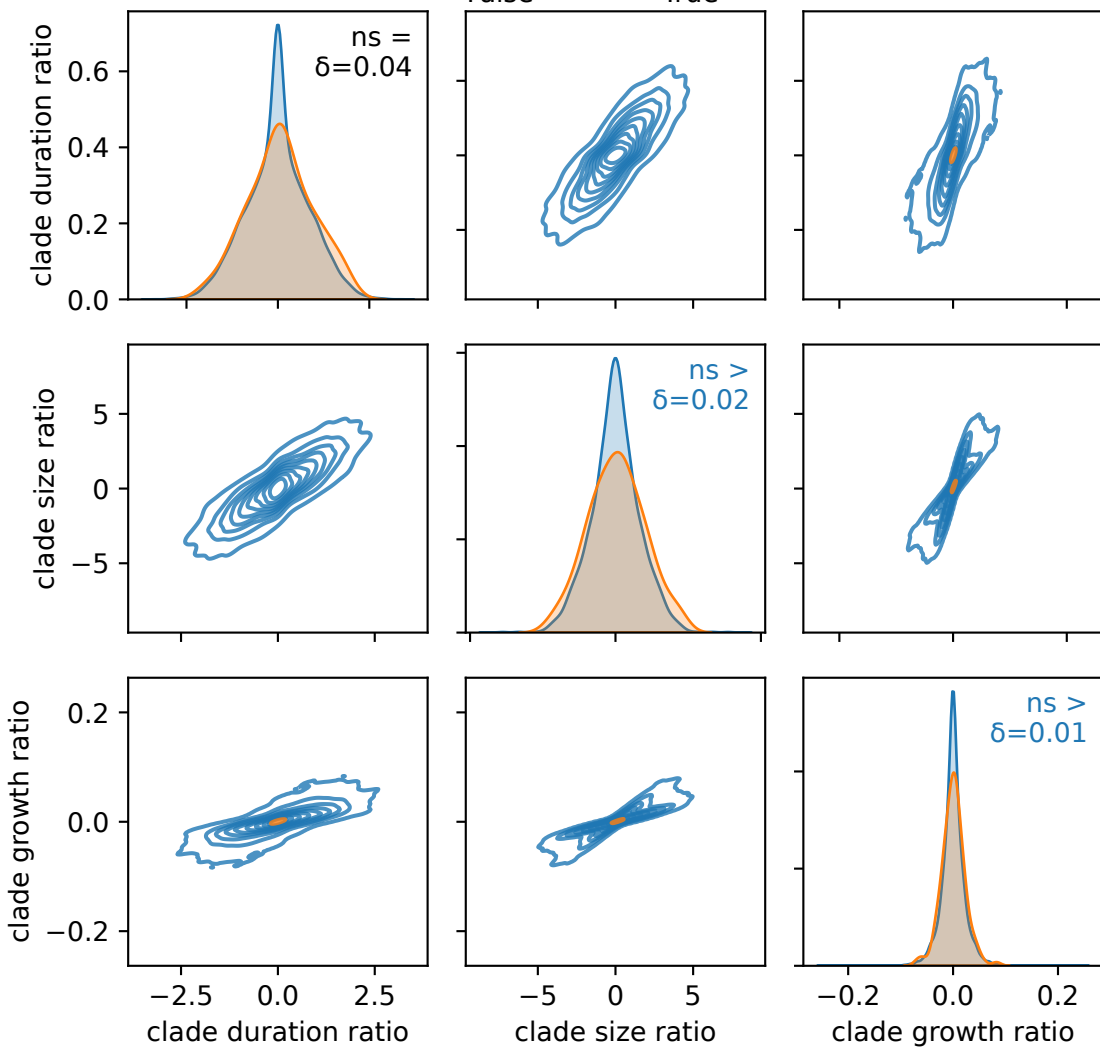 True
clade duration ratio
0.6
0.4
0.2
0.0
ns =
δ=0.04
clade size ratio
5
0
−5
ns >
δ=0.02
clade growth ratio
0.2
0.0
−0.2
ns >
δ=0.01
−2.5 0.0 2.5
−5 0 5
−0.2 0.0 0.2
clade duration ratio
clade size ratio
clade growth ratio